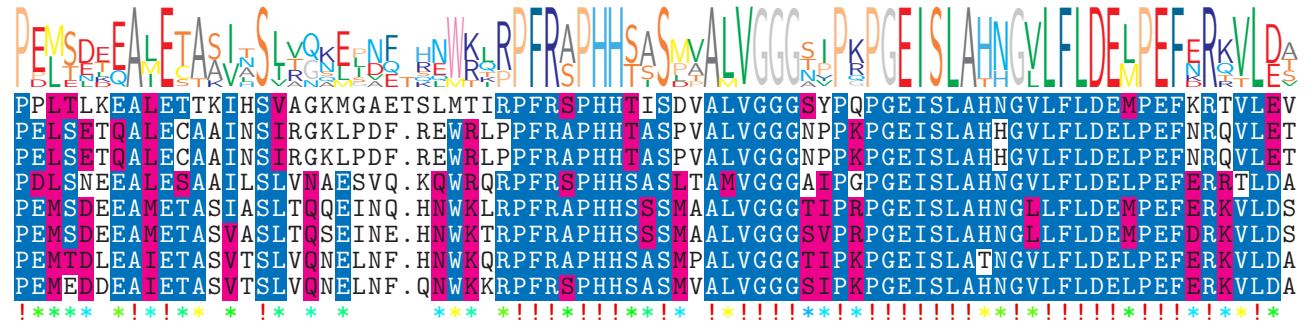 PPLTLKEALETTKIHSVAGKMGAETSLMTIRPFRSPHHTISDVALVGGGSYPQPGEISLAHNGVLFLDEMPEFKRTVLEV
PELSETQALECAAINSIRGKLPDF.REWRLPPFRAPHHTASPVALVGGGNPPKPGEISLAHHGVLFLDELPEFNRQVLET
PELSETQALECAAINSIRGKLPDF.REWRLPPFRAPHHTASPVALVGGGNPPKPGEISLAHHGVLFLDELPEFNRQVLET
PDLSNEEALESAAILSLVNAESVQ.KQWRQRPFRSPHHSASLTAMVGGGAIPGPGEISLAHNGVLFLDELPEFERRTLDA
PEMSDEEAMETASIASLTQQEINQ.HNWKLRPFRAPHHSSSMAALVGGGTIPRPGEISLAHNGLLFLDEMPEFERKVLDS
PEMSDEEAMETASVASLTQSEINE.HNWKTRPFRAPHHSSSMAALVGGGSVPRPGEISLAHNGLLFLDEMPEFDRKVLDS
PEMTDLEAIETASVTSLVQNELNF.HNWKQRPFRAPHHSASMPALVGGGTIPKPGEISLATNGVLFLDELPEFERKVLDA
PEMEDDEAIETASVTSLVQNELNF.QNWKKRPFRSPHHSASMVALVGGGSIPKPGEISLAHNGVLFLDELPEFERKVLDA